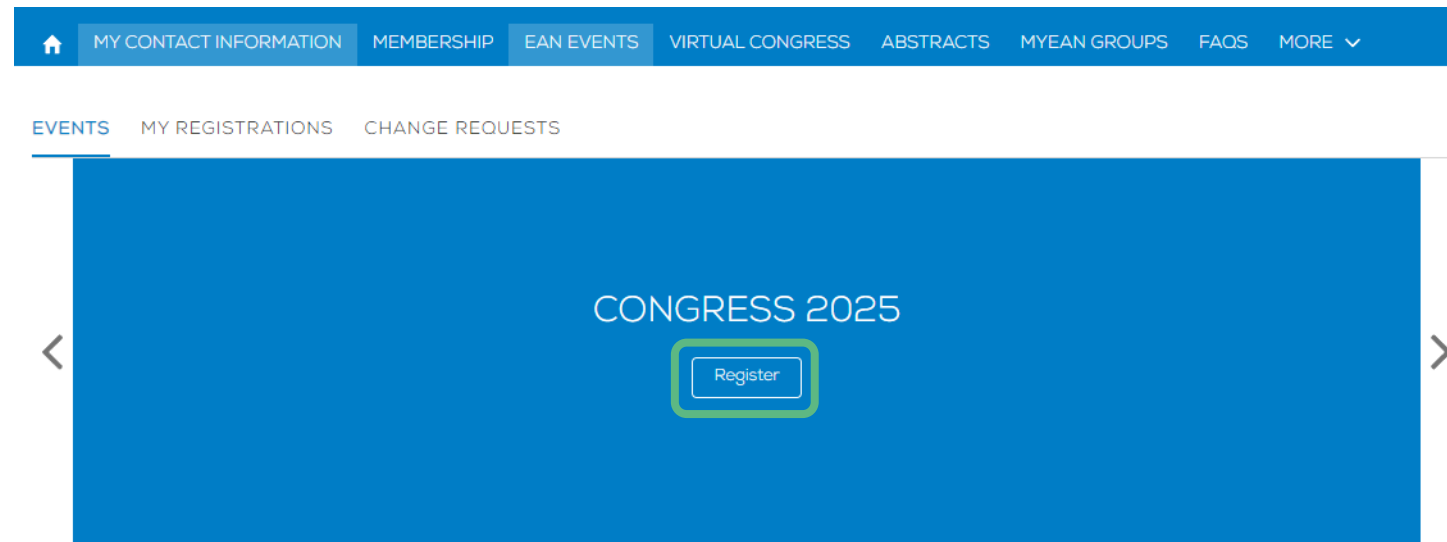 MY CONTACT INFORMATION MEMBERSHIP EAN EVENTS VIRTUAL CONGRESS ABSTRACTS MYEAN GROUPS FAQS MORE
EVENTS MY REGISTRATIONS CHANGE REQUESTS
CONGRESS 2025
Register